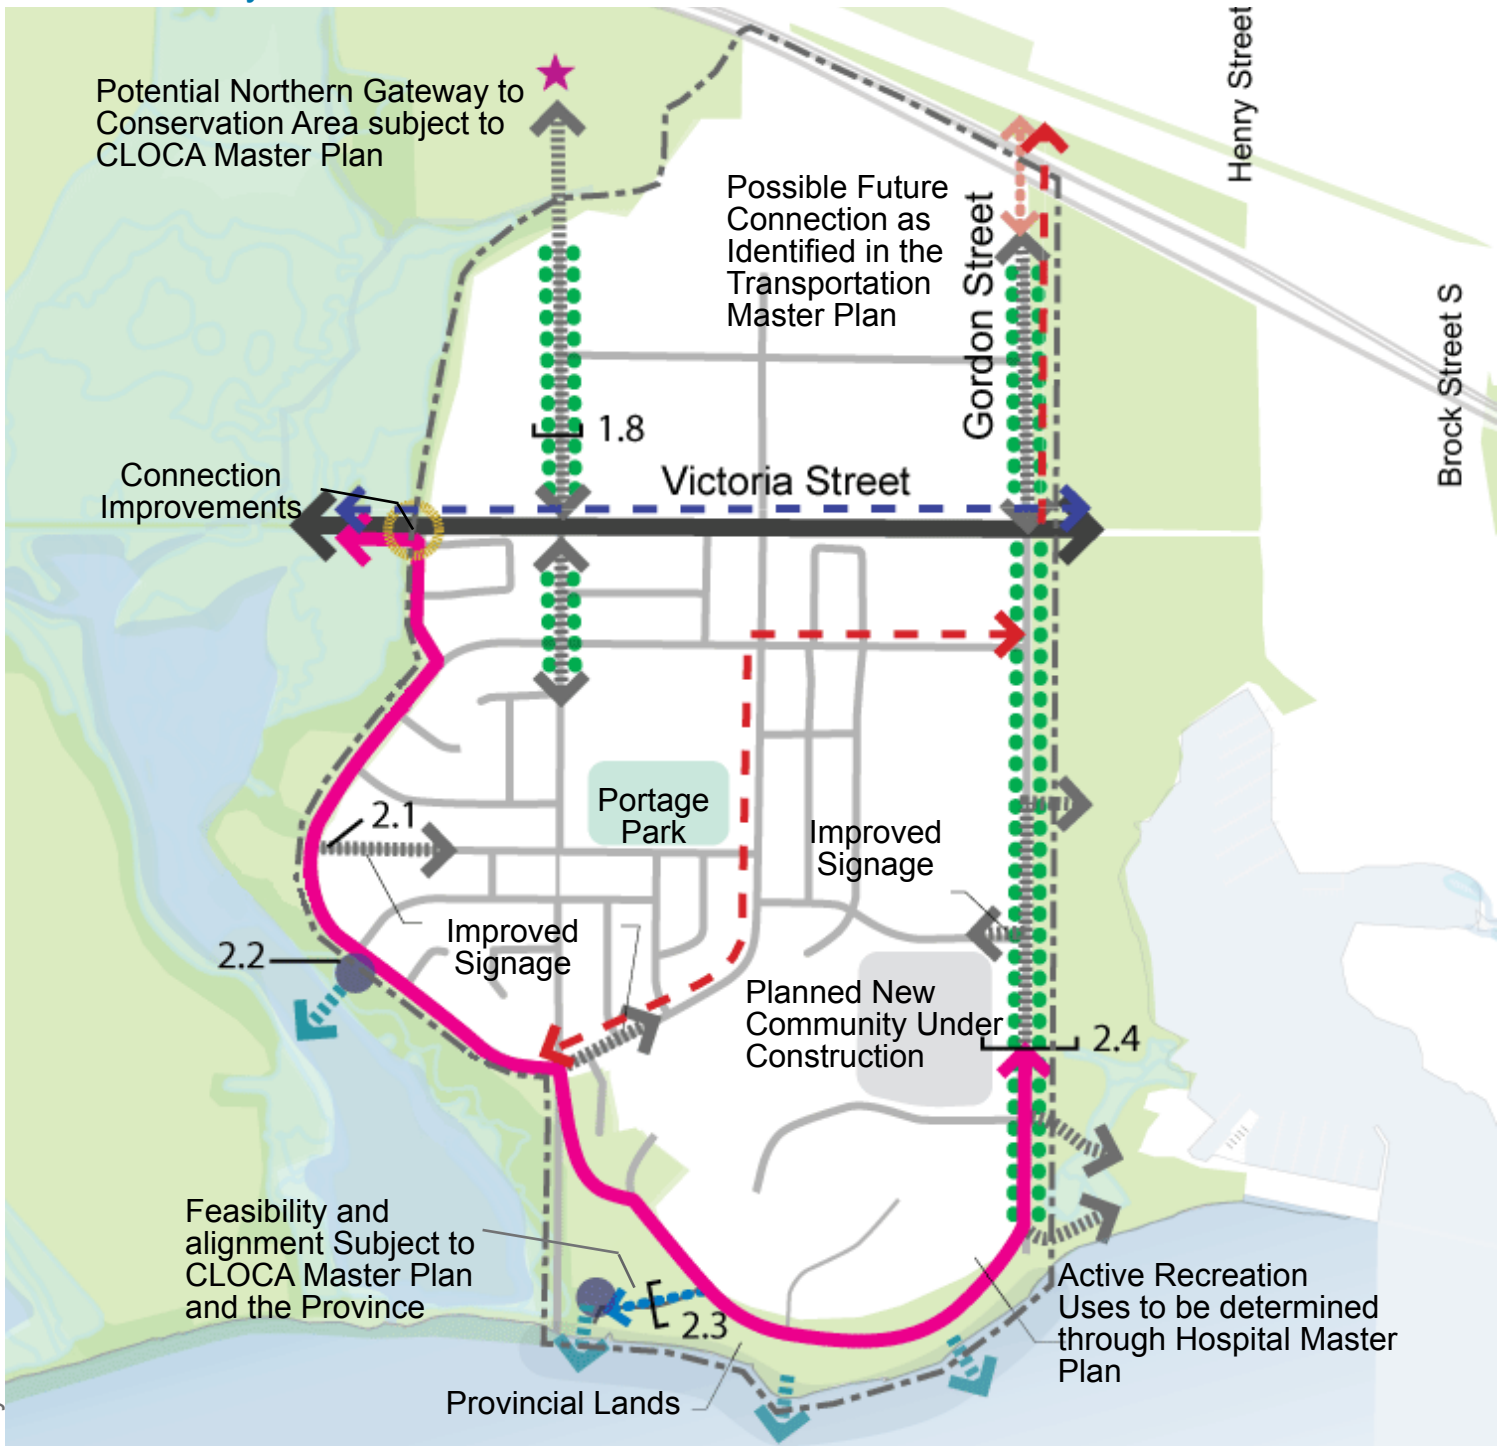 Henry Street
Potential Northern Gateway to
Conservation Area subject to
CLOCA Master Plan
Possible Future
Connection as
Identified in the
Transportation
Master Plan
Gordon Street
Brock Street S
1.8
Connection
Improvements
Victoria Street
2.1
Portage
Park
Improved
Signage
Improved
Signage
2.2
Planned New
Community Under
Construction
2.4
Feasibility and
alignment Subject to
CLOCA Master Plan
and the Province
2.3
Active Recreation
Uses to be determined
through Hospital Master
Plan
Provincial Lands